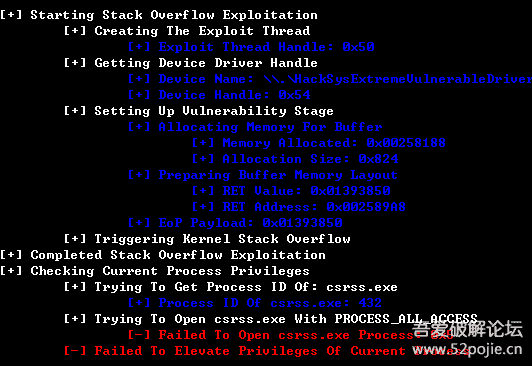 [+] Starting Stack Overflow Exploitation
[+] Creating The Exploit Thread
[+] Exploit Thread Handle: 0x50
[+] Getting Device Driver Handle
[+] Device Name: \\.\HackSysExtremeVulnerableDriver
[+] Device Handle: 0x54
[+] Setting Up Vulnerability Stage
[+] Allocating Memory For Buffer
[+] Memory Allocated: 0x00258188
[+] Allocation Size: 0x824
[+] Preparing Buffer Memory Layout
[+] RET Value: 0x01393850
[+] RET Address: 0x002589A8
[+] EoP Payload: 0x01393850
[+] Triggering Kernel Stack Overflow
[+] Completed Stack Overflow Exploitation
[+] Checking Current Process Privileges
[+] Trying To Get Process ID Of: csrss.exe
[+] Process ID Of csrss.exe: 432
[+] Trying To Open csrss.exe With PROCESS_ALL_ACCESS
[-] Failed To Open csrss.exe Process:
[-] Failed To Elevate Privileges Of Current Process
吾爱破解论坛
www.52pojie.cn